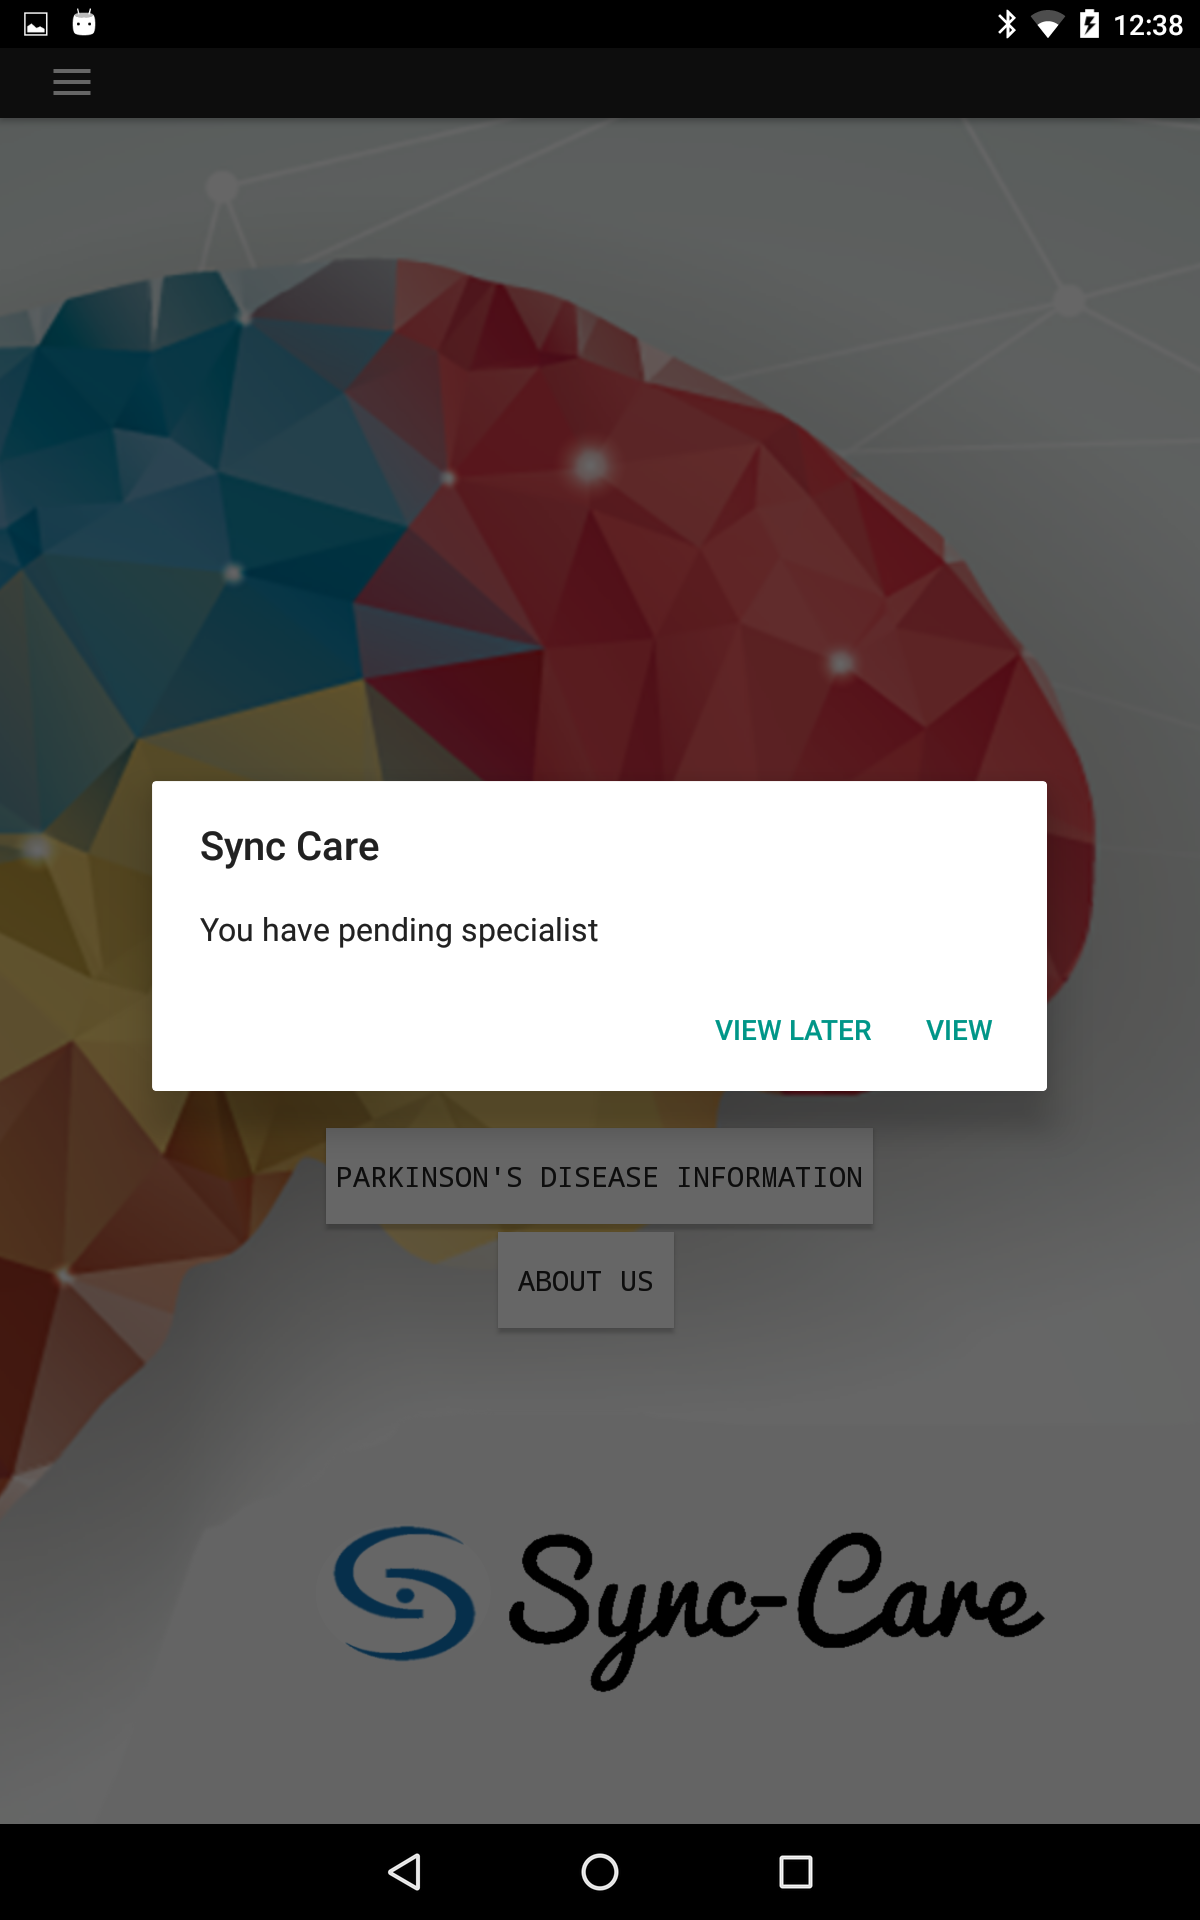 12:38
Sync Care
You have pending specialist
VIEW LATER VIEW
PARKINSON'S DISEASE INFORMATION
ABOUT US
Sync-Care